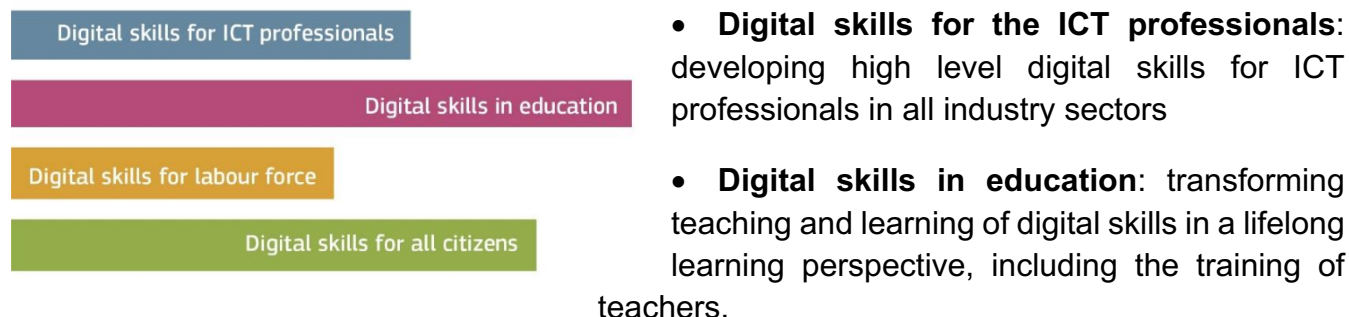 Digital skills for ICT professionals
Digital skills in education
Digital skills for labour force
Digital skills for all citizens
• Digital skills for the ICT professionals:
developing high level digital skills for ICT
professionals in all industry sectors
• Digital skills in education: transforming
teaching and learning of digital skills in a lifelong
learning perspective, including the training of
teachers.